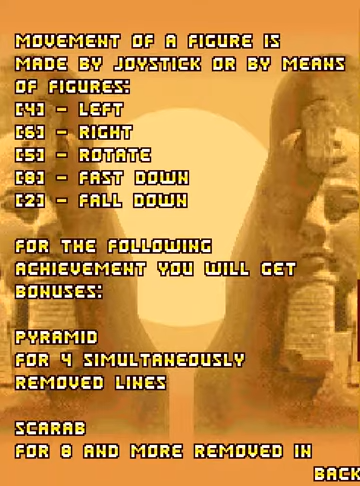 MOVEMENT OF A FIGURE IS
MADE BY JOYSTICK OR BY MEANS
OF FIGURES:
[4] - LEFT
[6] - RIGHT
[5] - ROTATE
[8] - FAST DOWN
[2] - FALL DOWN
FOR THE FOLLOWING
ACHIEVEMENT YOU WILL GET
BONUSES:
PYRAMID
FOR 4 SIMULTANEOUSLY
REMOVED LINES
SCARAB
FOR 8 AND MORE REMOVED IN
BACK